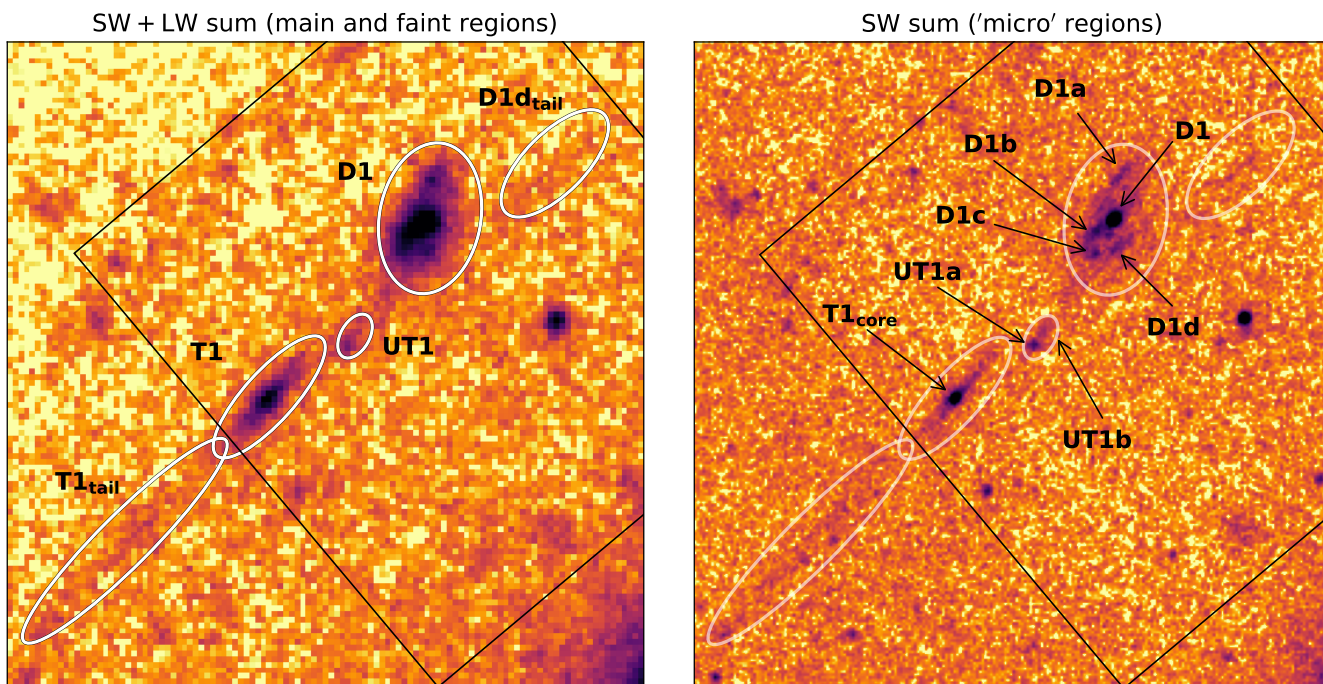 SW + LW sum (main and faint regions)
D1d_tail
D1
UT1
T1
T1_tail
SW sum (′micro′ regions)
D1a
D1
D1b
D1c
UT1a
T1_core
D1d
UT1b